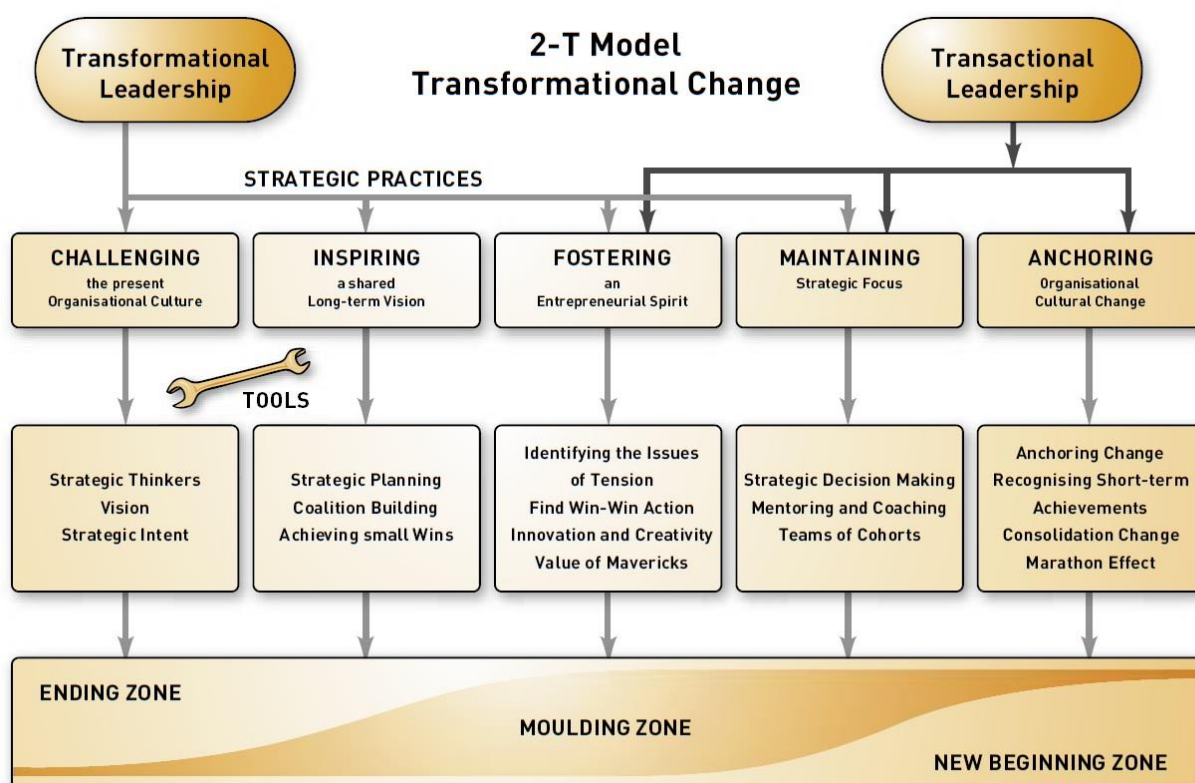 Transformational
Leadership
2-T Model
Transformational Change
Transactional
Leadership
STRATEGIC PRACTICES
CHALLENGING
the present
Organisational Culture
INSPIRING
a shared
Long-term Vision
FOSTERING
an
Entrepreneurial Spirit
MAINTAINING
Strategic Focus
ANCHORING
Organisational
Cultural Change
TOOLS
Strategic Thinkers
Vision
Strategic Intent
Strategic Planning
Coalition Building
Achieving small Wins
Identifying the Issues
of Tension
Find Win-Win Action
Innovation and Creativity
Value of Mavericks
Strategic Decision Making
Mentoring and Coaching
Teams of Cohorts
Anchoring Change
Recognising Short-term
Achievements
Consolidation Change
Marathon Effect
ENDING ZONE
MOULDING ZONE
NEW BEGINNING ZONE